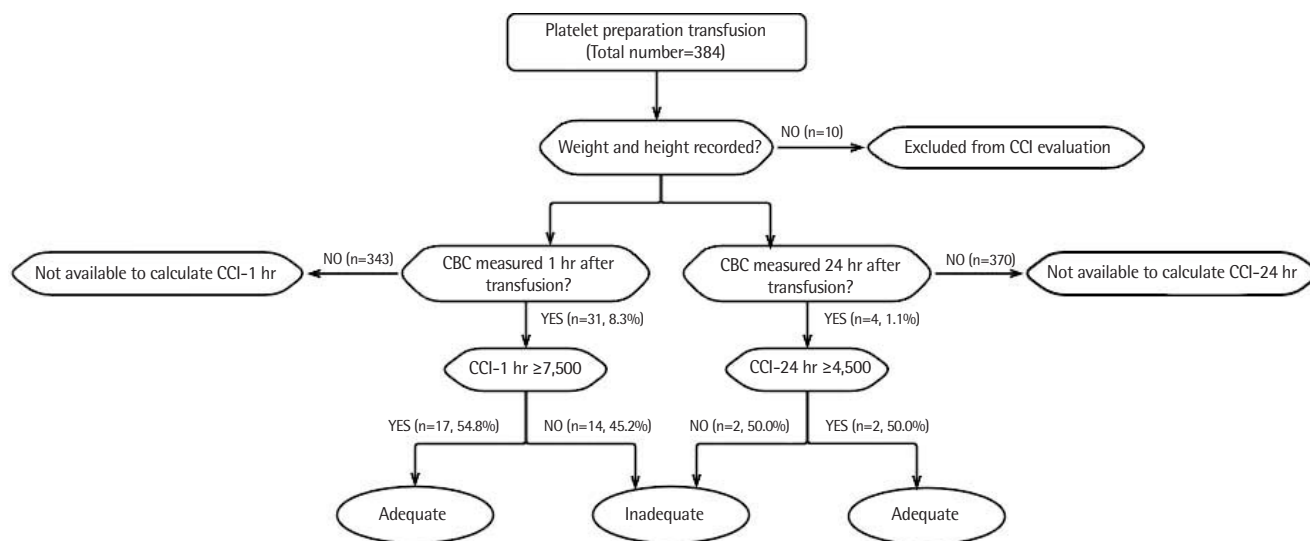 Platelet preparation transfusion
(Total number=384)
Weight and height recorded?
NO (n=10)
Excluded from CCI evaluation
Not available to calculate CCI-1 hr
NO (n=343)
CBC measured 1 hr after
transfusion?
CBC measured 24 hr after
transfusion?
NO (n=370)
Not available to calculate CCI-24 hr
YES (n=31, 8.3%)
YES (n=4, 1.1%)
CCI-1 hr ≥7,500
CCI-24 hr ≥4,500
YES (n=17, 54.8%)
NO (n=14, 45.2%)
NO (n=2, 50.0%)
YES (n=2, 50.0%)
Adequate
Inadequate
Adequate